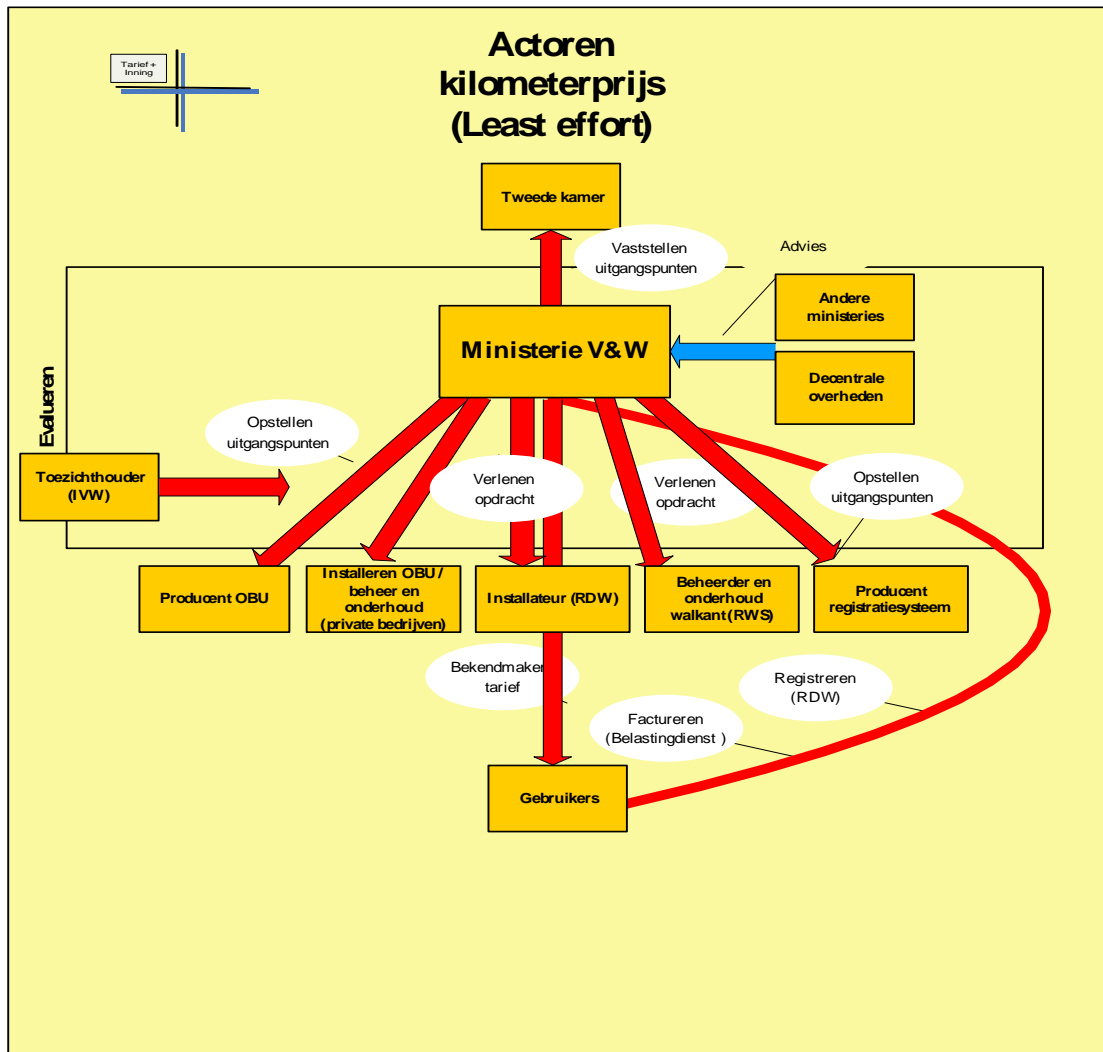 Actoren
kilometerprijs
(Least effort)
Tarief +
Inning
Tweede kamer
Vaststellen
uitgangspunten
Advies
Andere
ministeries
Ministerie V&W
Decentrale
overheden
Evalueren
Opstellen
uitgangspunten
Toezichthouder
(IVW)
Verlenen
opdracht
Verlenen
opdracht
Opstellen
uitgangspunten
Producent OBU
Installeren OBU /
beheer en
onderhoud
(private bedrijven)
Installateur (RDW)
Beheerder en
onderhoud
walkant (RWS)
Producent
registratiesysteem
Bekendmaken
tarief
Registreren
(RDW)
Factureren
(Belastingdienst )
Gebruikers